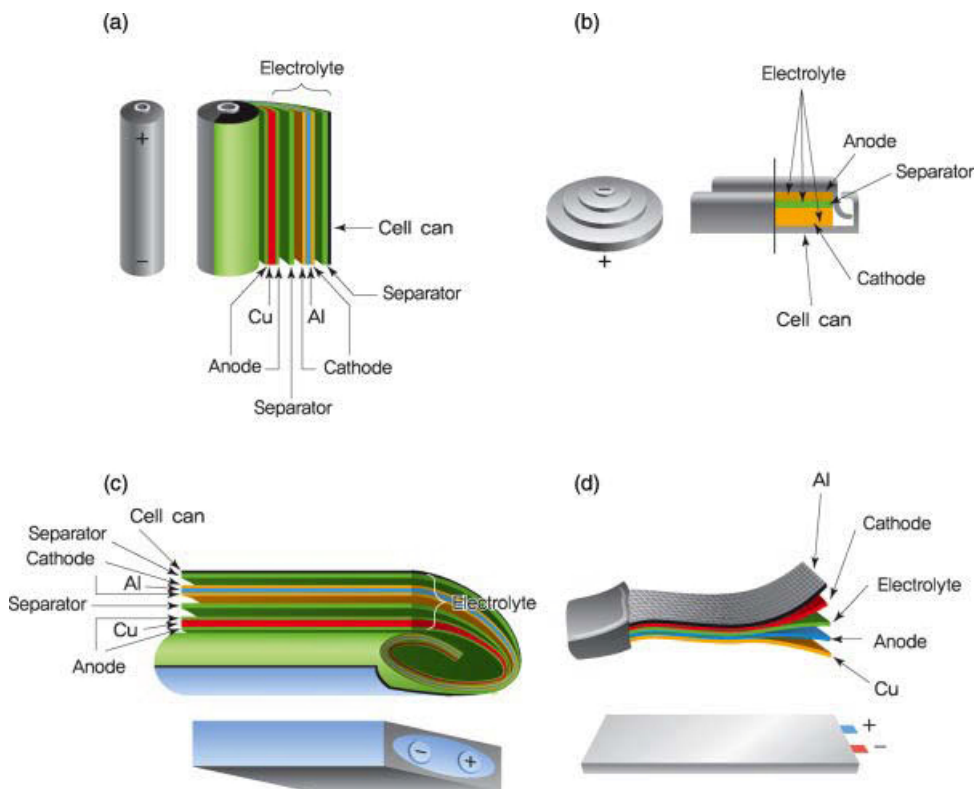 (a)
Electrolyte
+
−
Cell can
Separator
Cu
Al
Anode
Cathode
Separator
(b)
Electrolyte
Anode
Separator
−
+
Cathode
Cell can
(c)
Cell can
Separator
Cathode
Al
Separator
Electrolyte
Cu
Anode
−
+
(d)
Al
Cathode
Electrolyte
Anode
Cu
+
−